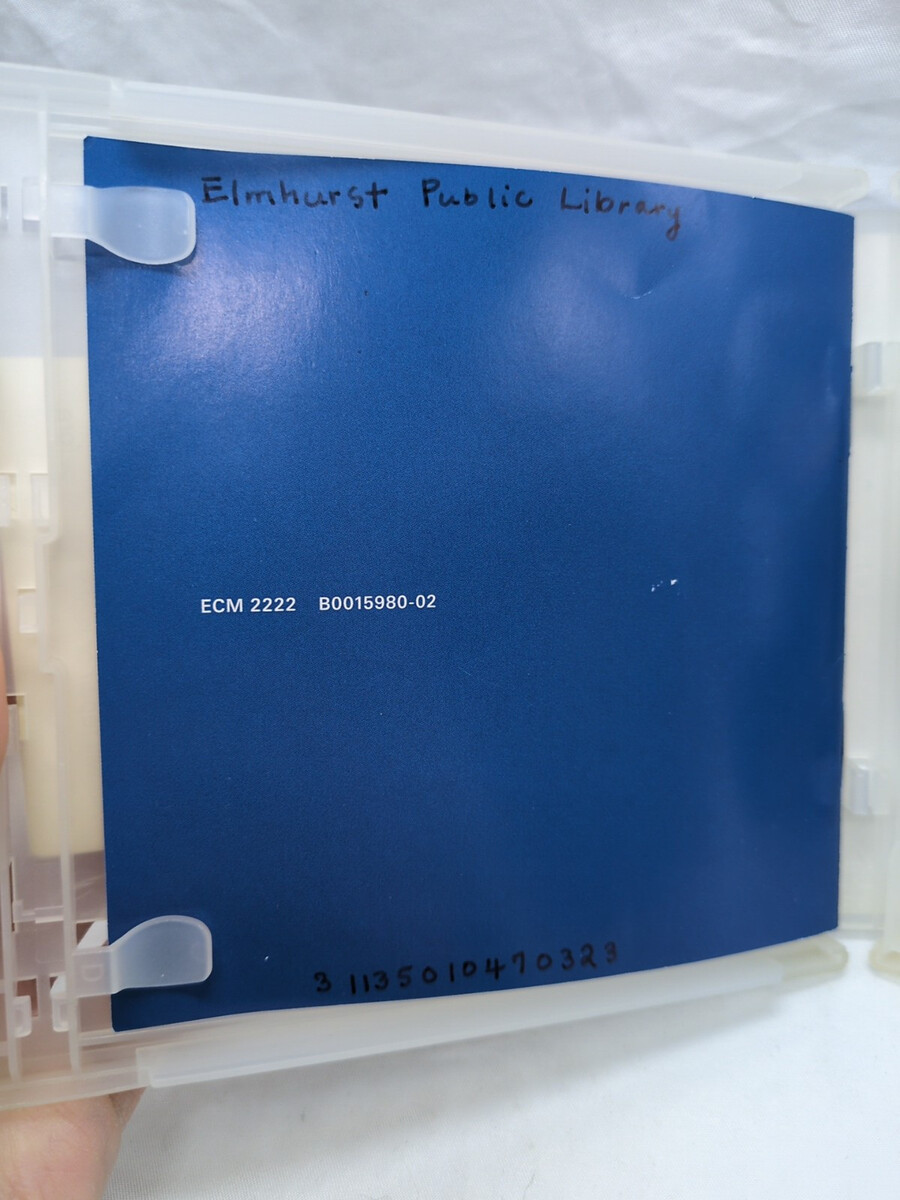 Elmhurst Public Library
ECM 2222 B0015980-02
3 1135010470323